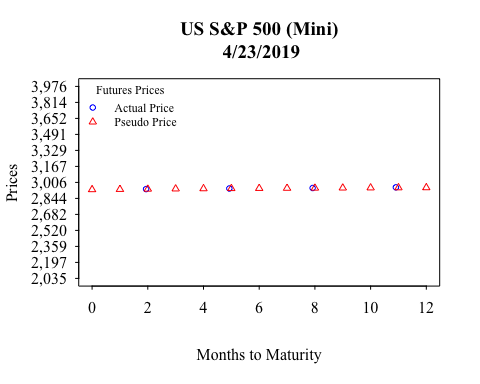 US S&P 500 (Mini)
4/23/2019
Futures Prices
Actual Price
Pseudo Price
Prices
3,976
3,814
3,652
3,491
3,329
3,167
3,006
2,844
2,682
2,520
2,359
2,197
2,035
0 2 4 6 8 10 12
Months to Maturity